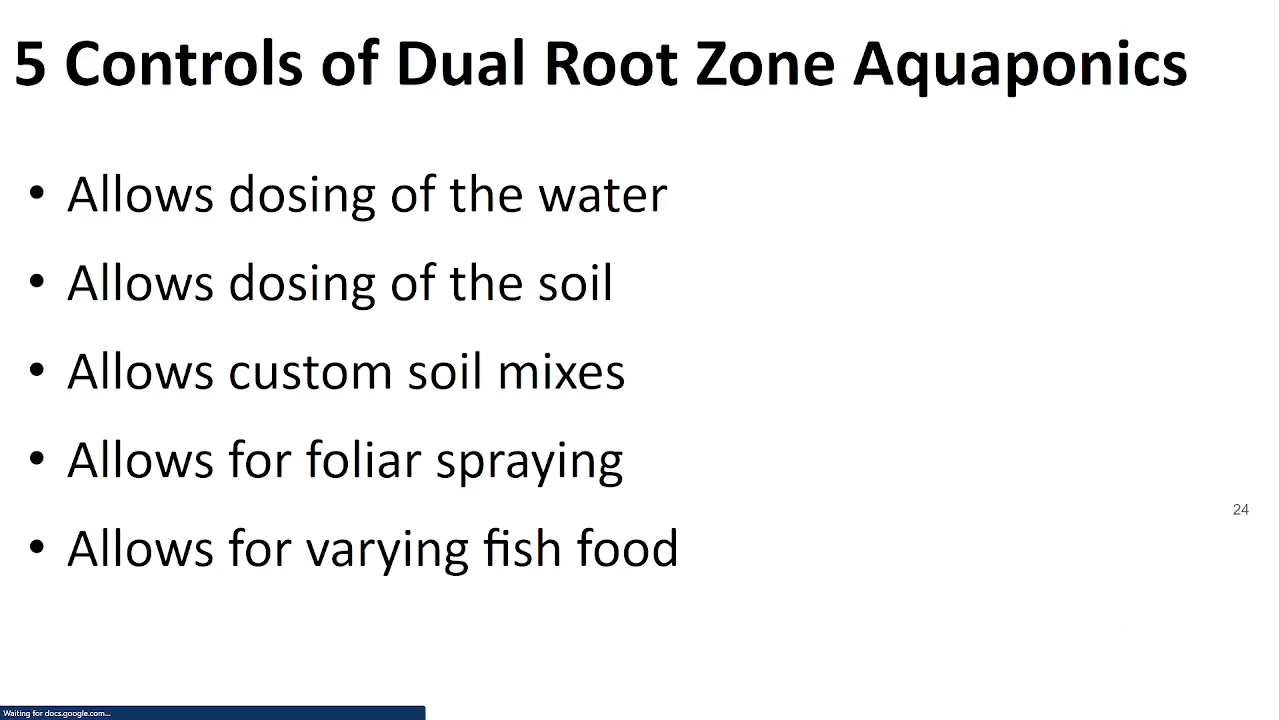 5 Controls of Dual Root Zone Aquaponics
• Allows dosing of the water
• Allows dosing of the soil
• Allows custom soil mixes
• Allows for foliar spraying
24
• Allows for varying fish food
Waiting for docs.google.com...